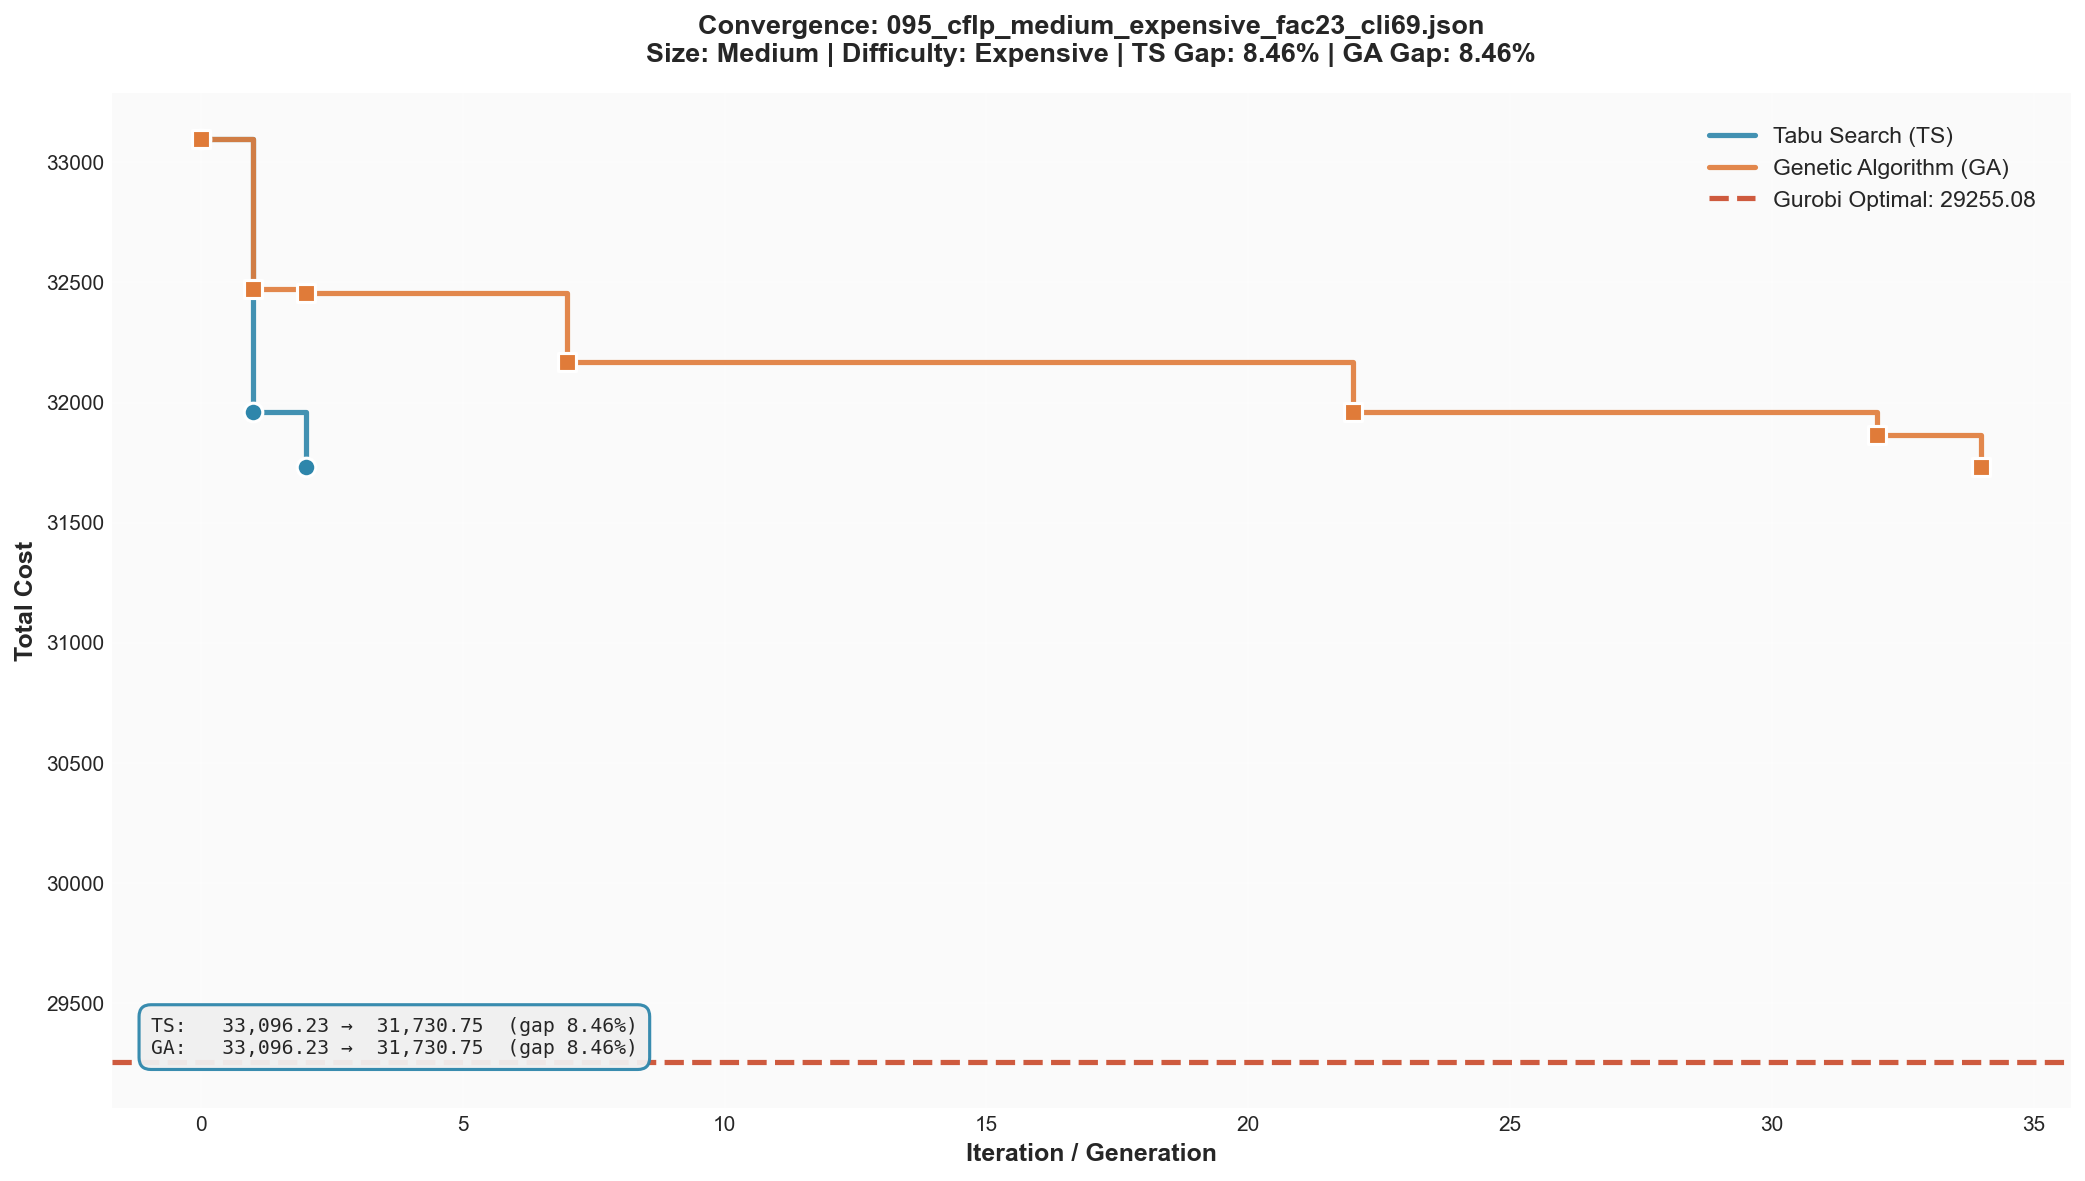 Convergence: 095_cflp_medium_expensive_fac23_cli69.json
Size: Medium | Difficulty: Expensive | TS Gap: 8.46% | GA Gap: 8.46%
Tabu Search (TS)
Genetic Algorithm (GA)
Gurobi Optimal: 29255.08
Total Cost
33000
32500
32000
31500
31000
30500
30000
29500
TS:   33,096.23 →  31,730.75  (gap 8.46%)
GA:   33,096.23 →  31,730.75  (gap 8.46%)
0 5 10 15 20 25 30 35
Iteration / Generation